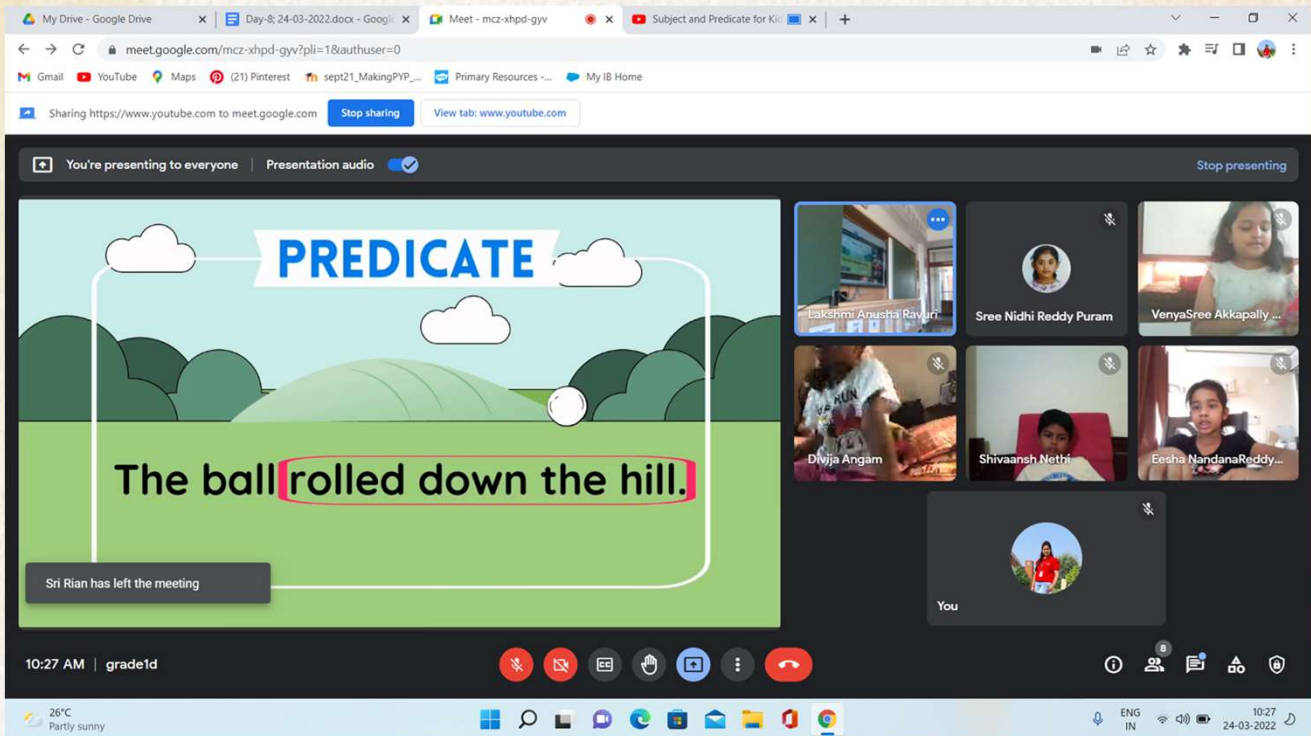 My Drive - Google Drive
Day-8; 24-03-2022.docx - Googl
Meet - mcz-xhpd-gyv
Subject and Predicate for Kid
meet.google.com/mcz-xhpd-gyv?pli=1&authuser=0
Gmail YouTube Maps (21) Pinterest sept21_MakingPYP_... Primary Resources -... My IB Home
Sharing https://www.youtube.com to meet.google.com Stop sharing View tab: www.youtube.com
You're presenting to everyone | Presentation audio Stop presenting
PREDICATE
The ball rolled down the hill.
Sri Rian has left the meeting
Lakshmi Anusha Ravuri
Sree Nidhi Reddy Puram
VenyaSree Akkapally ...
RUN
Divija Angam
Shivaansh Nethi
Eesha NandanaReddy...
You
10:27 AM | grade1d
CC
8
26°C
Partly sunny
ENG
IN
10:27
24-03-2022